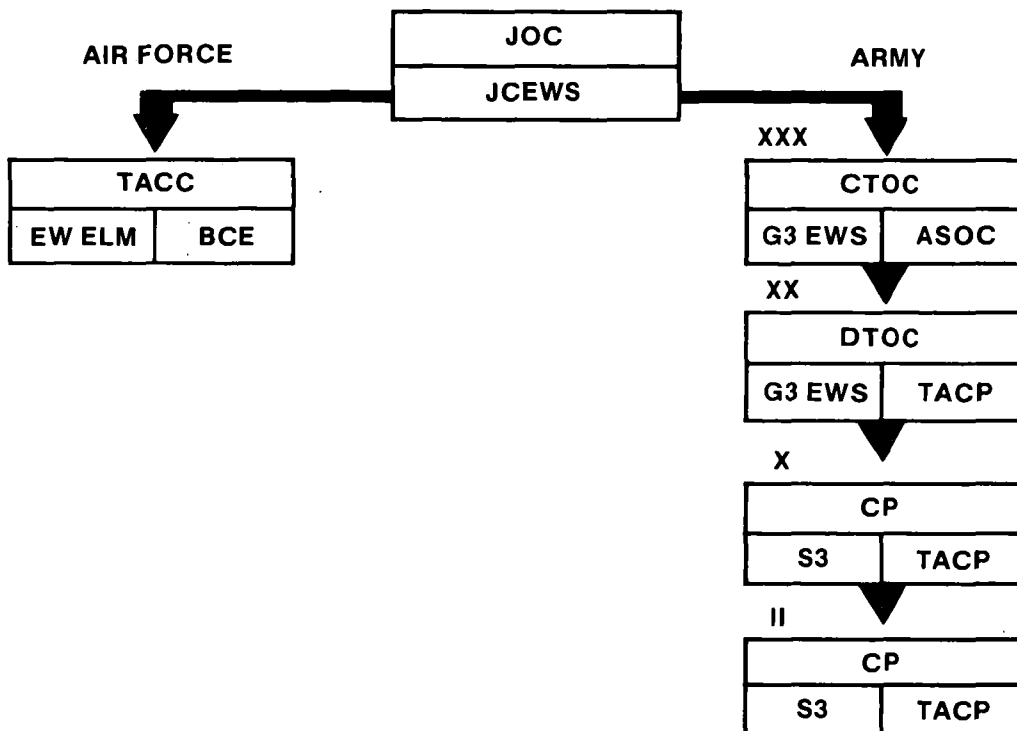 JOC
AIR FORCE
ARMY
JCEWS
XXX
TACC
CTOC
EW ELM BCE
G3 EWS ASOC
XX
DTOC
G3 EWS TACP
X
CP
S3 TACP
II
CP
S3 TACP